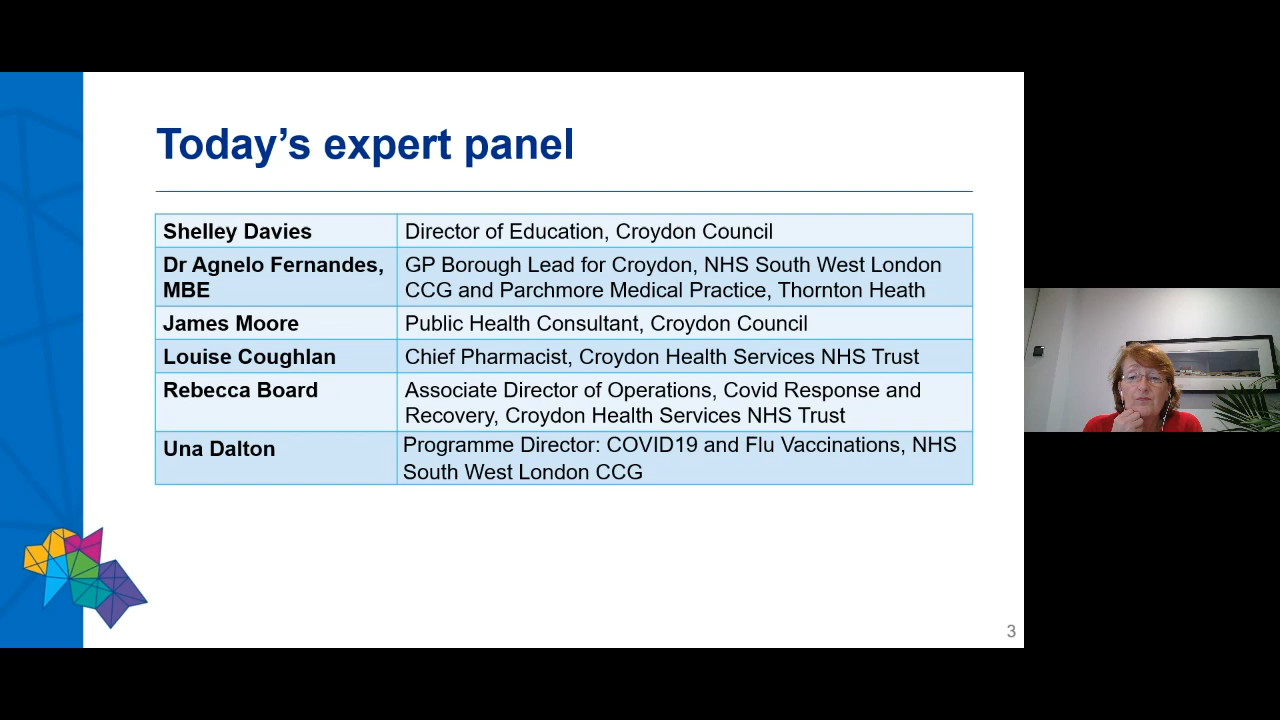 Today’s expert panel
Shelley Davies
Director of Education, Croydon Council
Dr Agnelo Fernandes,
MBE
GP Borough Lead for Croydon, NHS South West London
CCG and Parchmore Medical Practice, Thornton Heath
James Moore
Public Health Consultant, Croydon Council
Louise Coughlan
Chief Pharmacist, Croydon Health Services NHS Trust
Rebecca Board
Associate Director of Operations, Covid Response and
Recovery, Croydon Health Services NHS Trust
Una Dalton
Programme Director: COVID19 and Flu Vaccinations, NHS
South West London CCG
3